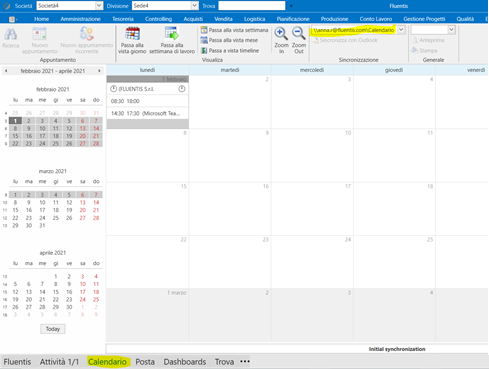 Società Societa4 Divisione Sede4 Trova Fluentis
Home Amministrazione Tesoreria Controlling Acquisti Vendita Logistica Pianificazione Produzione Conto Lavoro Gestione Progetti Qualità
Ricerca
Nuovo appuntamento
Nuovo appuntamento ricorrente
Appuntamento
Passa alla vista giorno
Passa alla settimana di lavoro
Passa alla vista settimana
Passa alla vista mese
Passa a vista timeline
Visualizza
Zoom In
Zoom Out
\\anna.r@fluentis.com\Calendario
Sincronizza con Outlook
Sincronizzazione
Anteprima
Stampa
Generale
febbraio 2021 - aprile 2021
febbraio 2021
lu ma me gi ve sa do
4 25 26 27 28 29 30 31
5 1 2 3 4 5 6 7
6 8 9 10 11 12 13 14
7 15 16 17 18 19 20 21
8 22 23 24 25 26 27 28
marzo 2021
lu ma me gi ve sa do
9 1 2 3 4 5 6 7
10 8 9 10 11 12 13 14
11 15 16 17 18 19 20 21
12 22 23 24 25 26 27 28
13 29 30 31
aprile 2021
lu ma me gi ve sa do
13 1 2 3 4
14 5 6 7 8 9 10 11
15 12 13 14 15 16 17 18
16 19 20 21 22 23 24 25
17 26 27 28 29 30
Today
lunedì martedì mercoledì giovedì venerdì
1 febbraio 2 3 4
(FLUENTIS S.r.l.
08:30 18:00
14:30 17:30 (Microsoft Tea...
8 9 10 11
15 16 17 18
22 23 24 25
1 marzo 2 3 4
Initial synchronization
Fluentis Attività 1/1 Calendario Posta Dashboards Trova •••